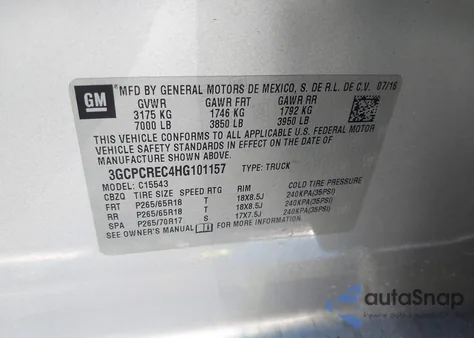 GM
MFD BY GENERAL MOTORS DE MEXICO, S. DE R.L. DE C.V. 07/16
GVWR GAWR FRT GAWR RR
3175 KG 1746 KG 1792 KG
7000 LB 3850 LB 3950 LB
THIS VEHICLE CONFORMS TO ALL APPLICABLE U.S. FEDERAL MOTOR
VEHICLE SAFETY STANDARDS IN EFFECT ON THE DATE OF
MANUFACTURE SHOWN ABOVE.
3GCPCREC4HG101157 TYPE: TRUCK
MODEL: C15543
CBZQ TIRE SIZE SPEED RTG RIM COLD TIRE PRESSURE
FRT P265/65R18 T 18X8.5J 240KPA(35PSI)
RR P265/65R18 T 18X8.5J 240KPA(35PSI)
SPA P265/70R17 S 17X7.5J 240KPA(35PSI)
SEE OWNER'S MANUAL FOR MORE INFORMATION.
autoSnap